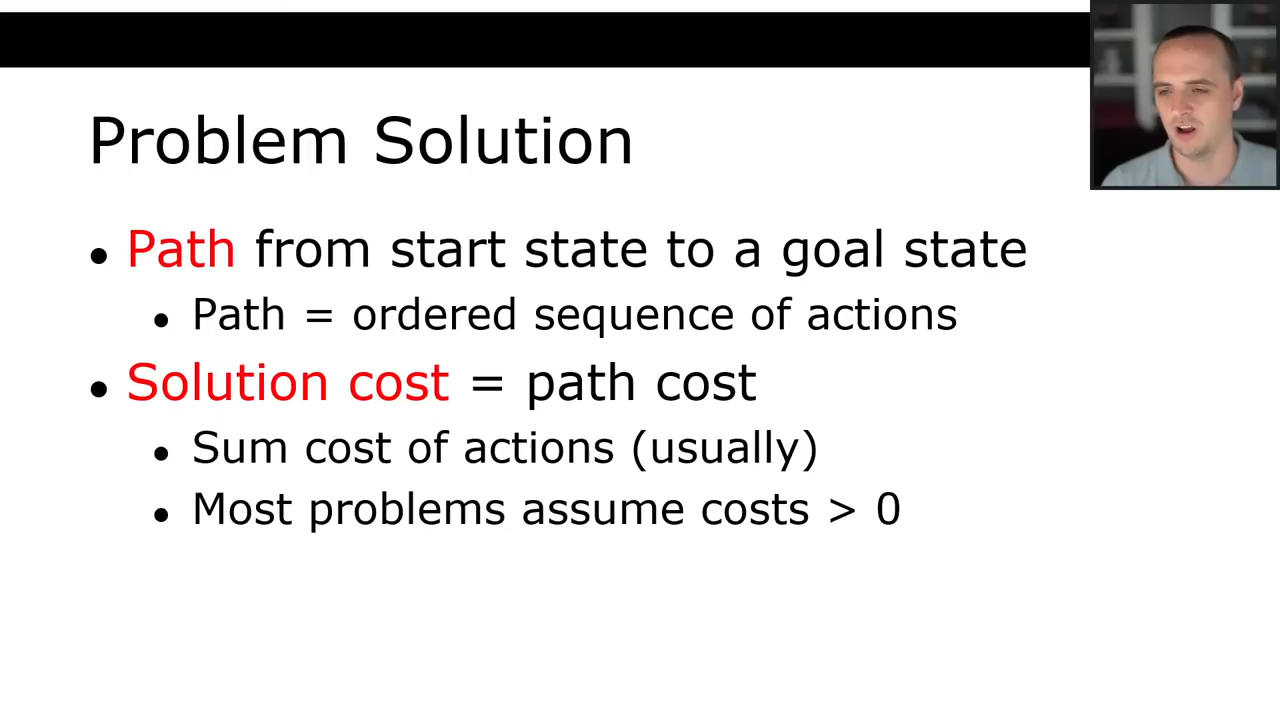 Problem Solution
• Path from start state to a goal state
• Path = ordered sequence of actions
• Solution cost = path cost
• Sum cost of actions (usually)
• Most problems assume costs > 0